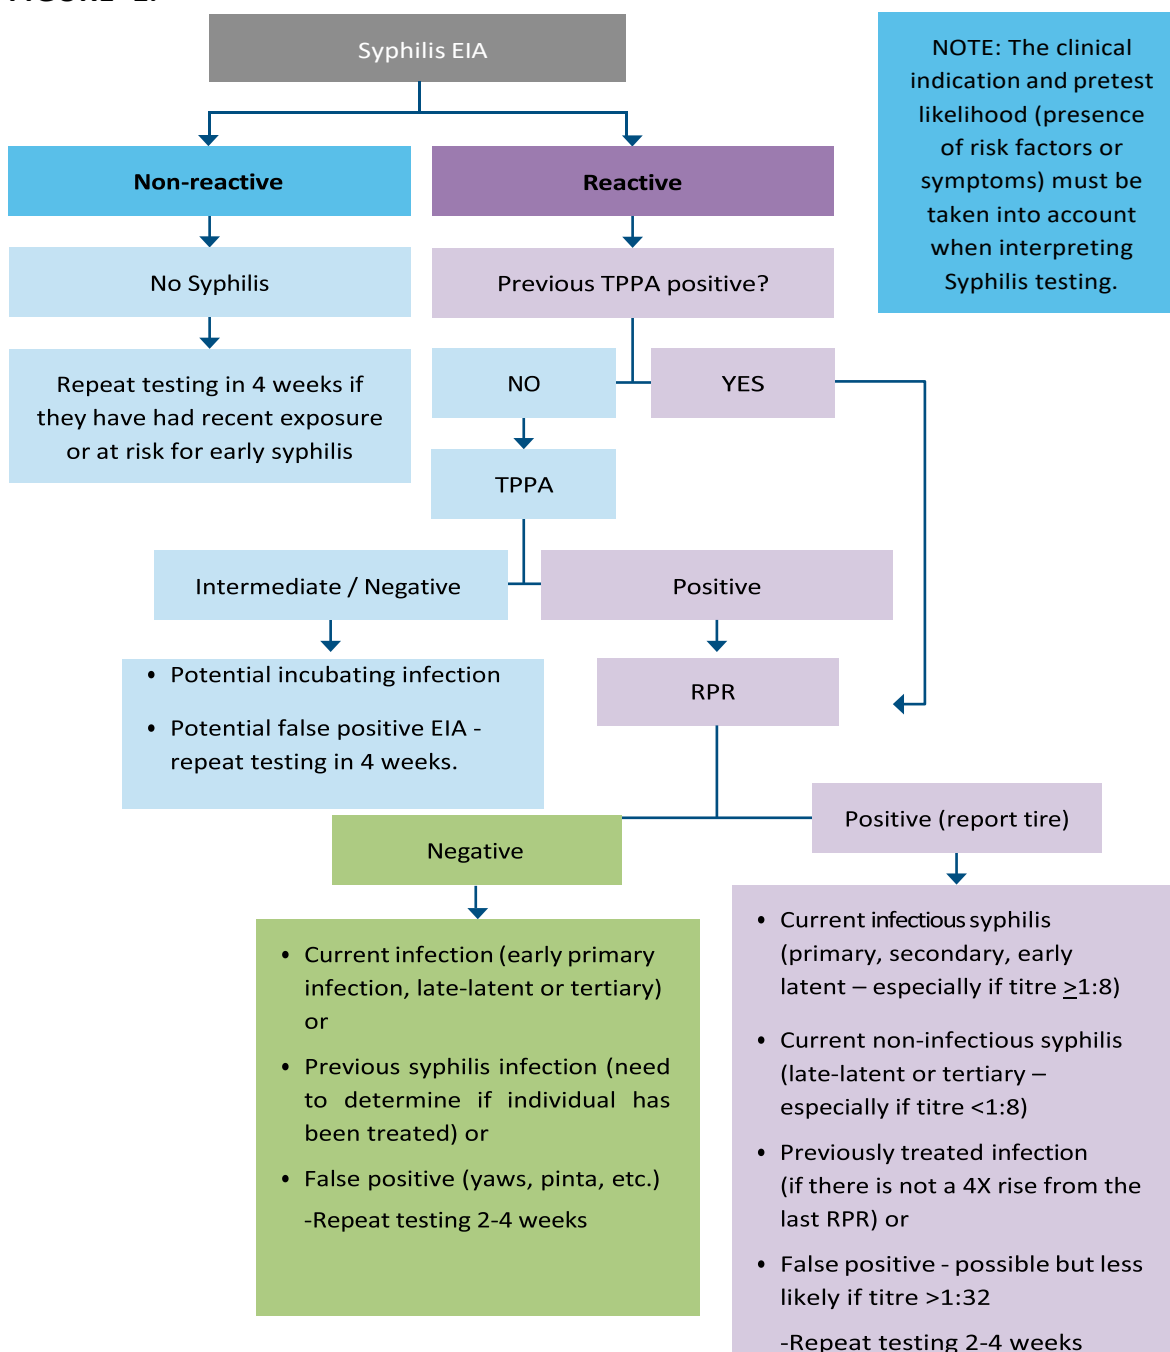 Syphilis EIA
NOTE: The clinical
indication and pretest
likelihood (presence
of risk factors or
symptoms) must be
taken into account
when interpreting
Syphilis testing.
Non-reactive
Reactive
No Syphilis
Previous TPPA positive?
Repeat testing in 4 weeks if
they have had recent exposure
or at risk for early syphilis
NO
YES
TPPA
Intermediate / Negative
Positive
• Potential incubating infection
• Potential false positive EIA -
repeat testing in 4 weeks.
RPR
Negative
Positive (report tire)
• Current infection (early primary
infection, late-latent or tertiary)
or
• Previous syphilis infection (need
to determine if individual has
been treated) or
• False positive (yaws, pinta, etc.)
-Repeat testing 2-4 weeks
• Current infectious syphilis
(primary, secondary, early
latent – especially if titre ≥1:8)
• Current non-infectious syphilis
(late-latent or tertiary –
especially if titre <1:8)
• Previously treated infection
(if there is not a 4X rise from the
last RPR) or
• False positive - possible but less
likely if titre >1:32
-Repeat testing 2-4 weeks